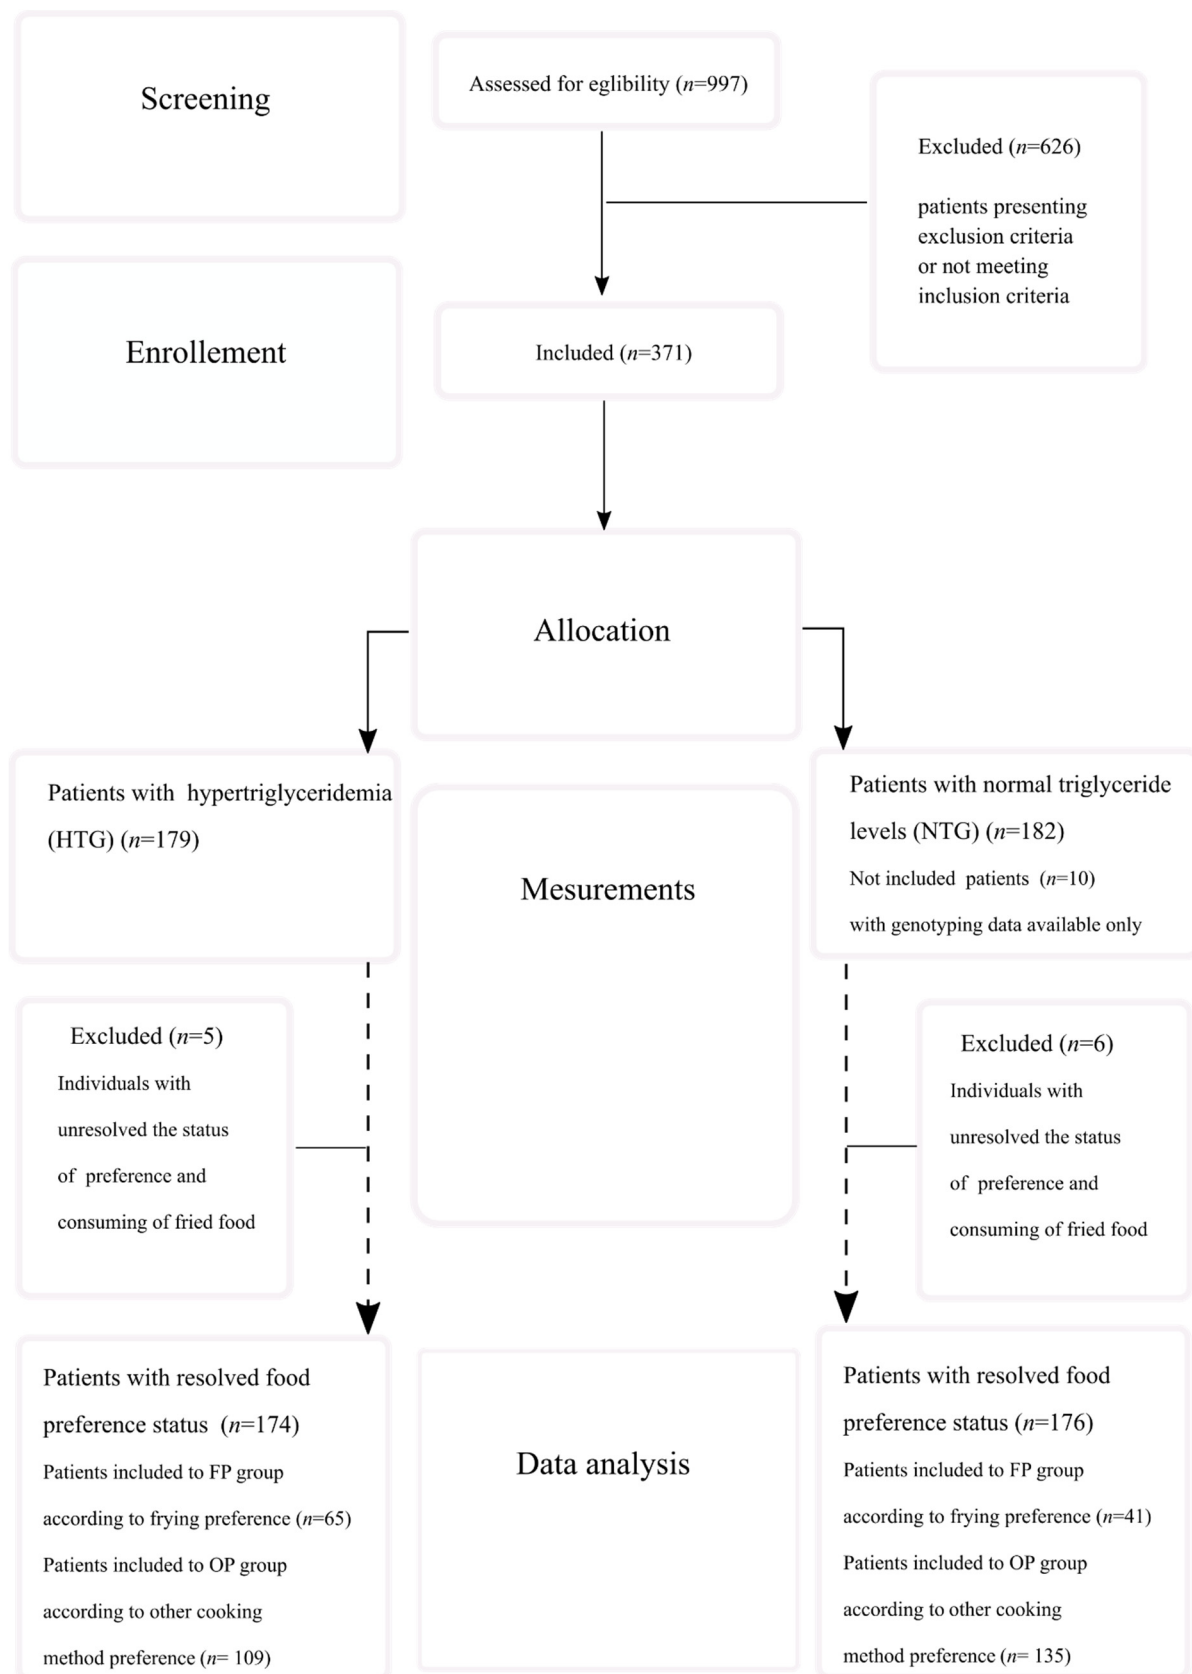 Screening
Assessed for eglibility (n=997)
Excluded (n=626)
patients presenting
exclusion criteria
or not meeting
inclusion criteria
Enrollement
Included (n=371)
Allocation
Patients with hypertriglyceridemia
(HTG) (n=179)
Mesurements
Patients with normal triglyceride
levels (NTG) (n=182)
Not included patients (n=10)
with genotyping data available only
Excluded (n=5)
Individuals with
unresolved the status
of preference and
consuming of fried food
Excluded (n=6)
Individuals with
unresolved the status
of preference and
consuming of fried food
Patients with resolved food
preference status (n=174)
Patients included to FP group
according to frying preference (n=65)
Patients included to OP group
according to other cooking
method preference (n= 109)
Data analysis
Patients with resolved food
preference status (n=176)
Patients included to FP group
according to frying preference (n=41)
Patients included to OP group
according to other cooking
method preference (n= 135)